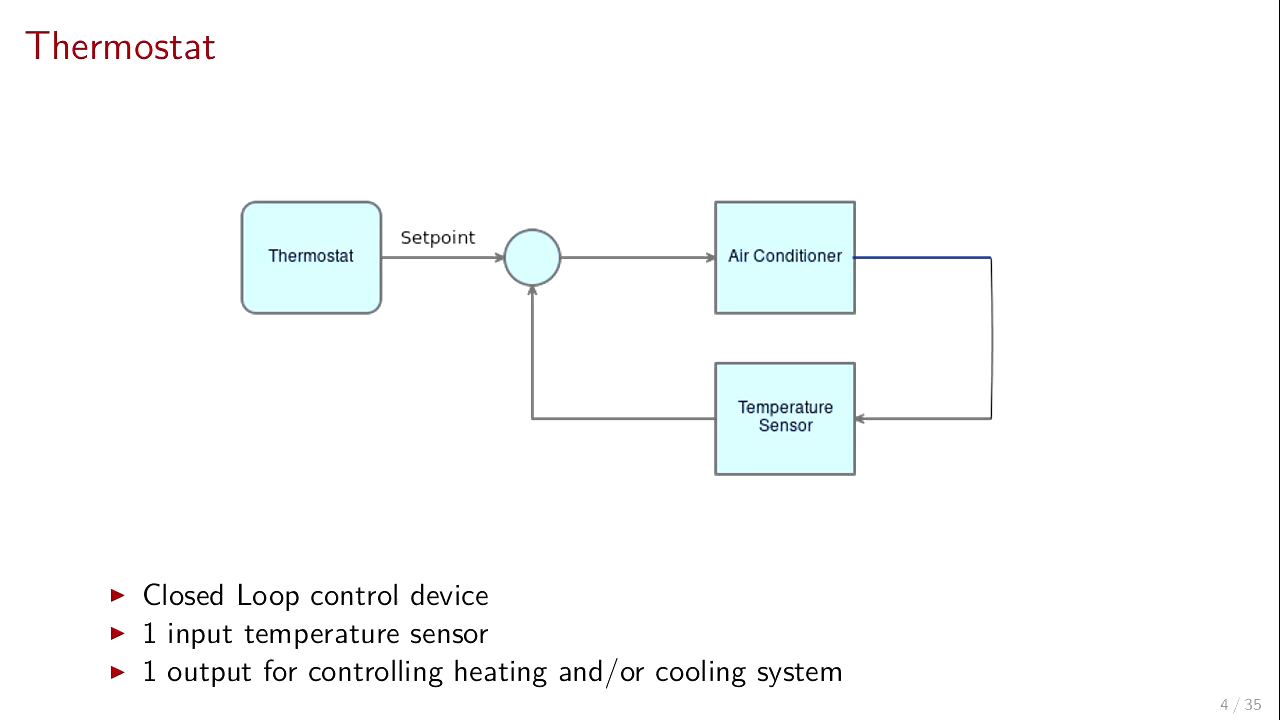 Thermostat
Thermostat
Setpoint
Air Conditioner
Temperature
Sensor
Closed Loop control device
1 input temperature sensor
1 output for controlling heating and/or cooling system
4 / 35